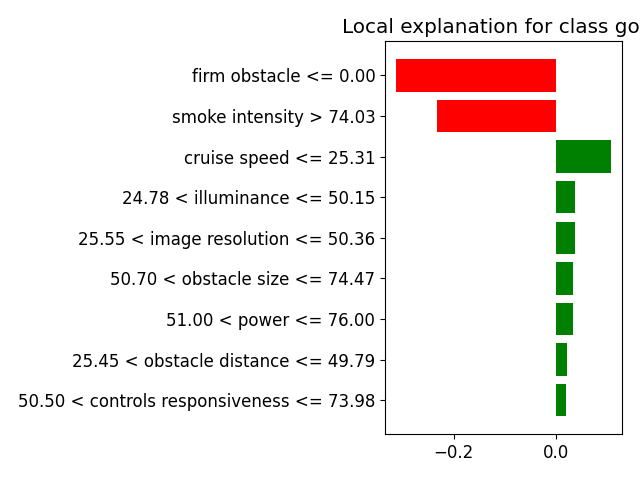 Local explanation for class go
firm obstacle <= 0.00
smoke intensity > 74.03
cruise speed <= 25.31
24.78 < illuminance <= 50.15
25.55 < image resolution <= 50.36
50.70 < obstacle size <= 74.47
51.00 < power <= 76.00
25.45 < obstacle distance <= 49.79
50.50 < controls responsiveness <= 73.98
−0.2 0.0